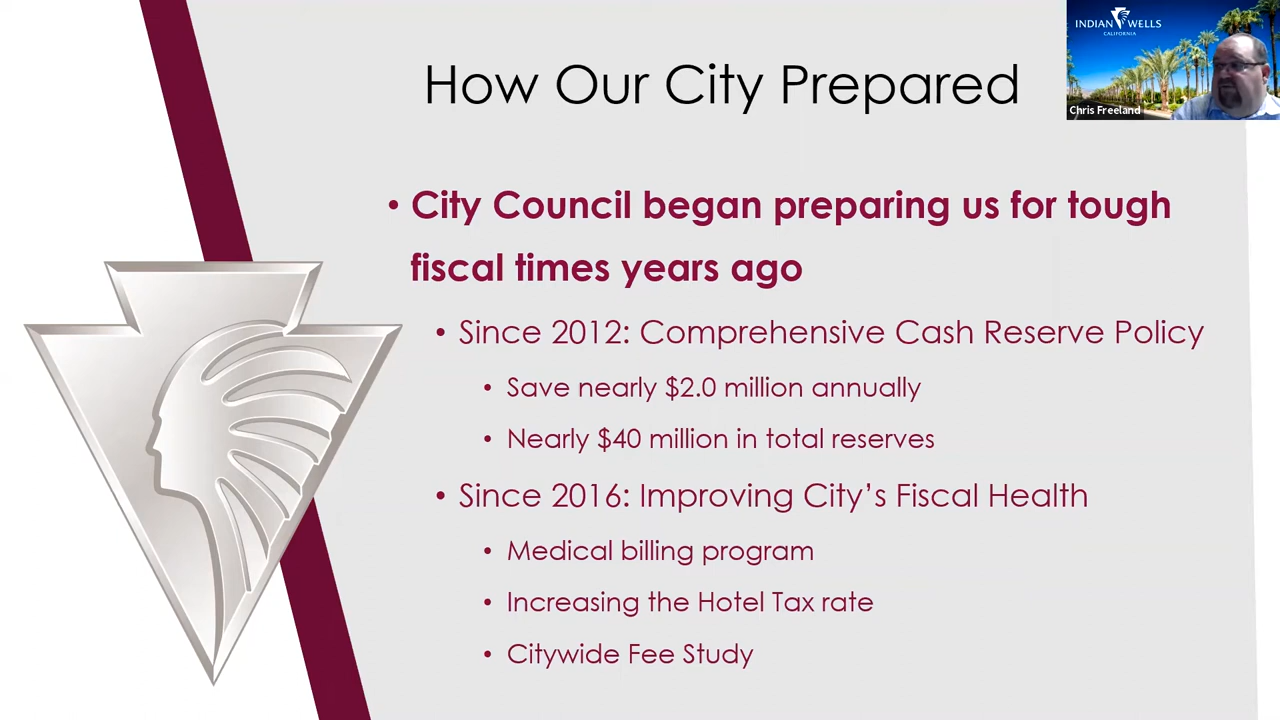 How Our City Prepared
INDIAN WELLS
CALIFORNIA
Chris Freeland
• City Council began preparing us for tough
fiscal times years ago
• Since 2012: Comprehensive Cash Reserve Policy
• Save nearly $2.0 million annually
• Nearly $40 million in total reserves
• Since 2016: Improving City’s Fiscal Health
• Medical billing program
• Increasing the Hotel Tax rate
• Citywide Fee Study